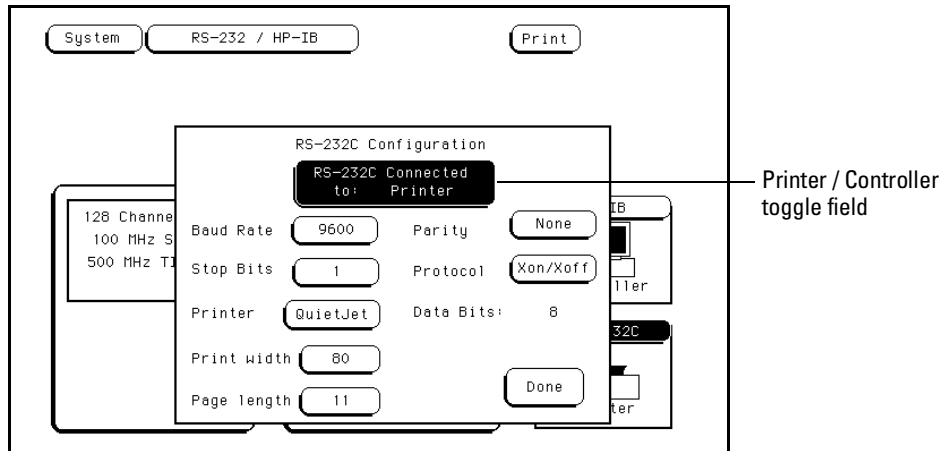 System RS-232 / HP-IB Print
RS-232C Configuration
RS-232C Connected
to: Printer
Printer / Controller
toggle field
128 Channe
100 MHz S
500 MHz TI
IB
ller
32C
ter
Baud Rate 9600 Parity None
Stop Bits 1 Protocol Xon/Xoff
Printer QuietJet Data Bits: 8
Print width 80
Page length 11
Done